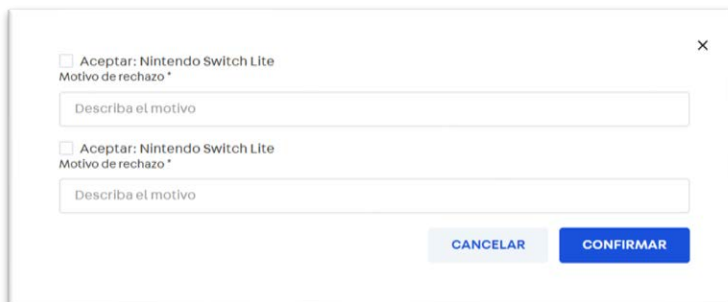 ×
Aceptar: Nintendo Switch Lite
Motivo de rechazo *
Describa el motivo
Aceptar: Nintendo Switch Lite
Motivo de rechazo *
Describa el motivo
CANCELAR CONFIRMAR